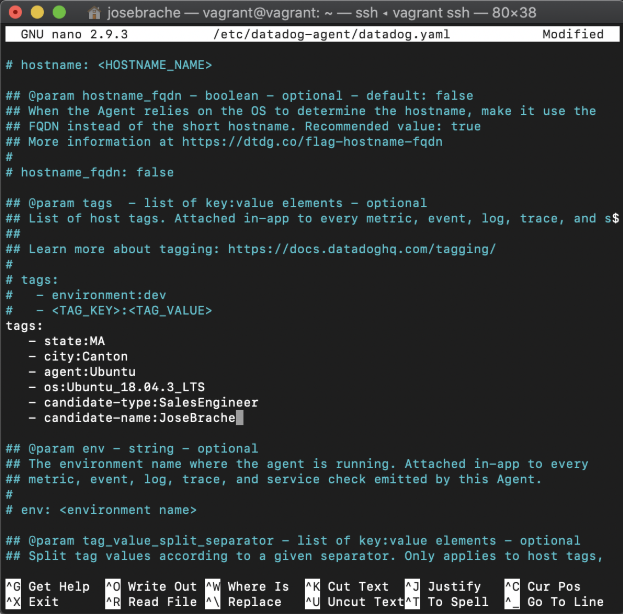 josebrache — vagrant@vagrant: ~ — ssh ◂ vagrant ssh — 80×38
GNU nano 2.9.3 /etc/datadog-agent/datadog.yaml Modified
# hostname: <HOSTNAME_NAME>
## @param hostname_fqdn - boolean - optional - default: false
## When the Agent relies on the OS to determine the hostname, make it use the
## FQDN instead of the short hostname. Recommended value: true
## More information at https://dtdg.co/flag-hostname-fqdn
#
# hostname_fqdn: false
## @param tags  - list of key:value elements - optional
## List of host tags. Attached in-app to every metric, event, log, trace, and s$
##
## Learn more about tagging: https://docs.datadoghq.com/tagging/
#
# tags:
#   - environment:dev
#   - <TAG_KEY>:<TAG_VALUE>
tags:
   - state:MA
   - city:Canton
   - agent:Ubuntu
   - os:Ubuntu_18.04.3_LTS
   - candidate-type:SalesEngineer
   - candidate-name:JoseBrache
## @param env - string - optional
## The environment name where the agent is running. Attached in-app to every
## metric, event, log, trace, and service check emitted by this Agent.
#
# env: <environment name>
## @param tag_value_split_separator - list of key:value elements - optional
## Split tag values according to a given separator. Only applies to host tags,
^G Get Help ^O Write Out ^W Where Is ^K Cut Text ^J Justify ^C Cur Pos
^X Exit ^R Read File ^\ Replace ^U Uncut Text ^T To Spell ^_ Go To Line